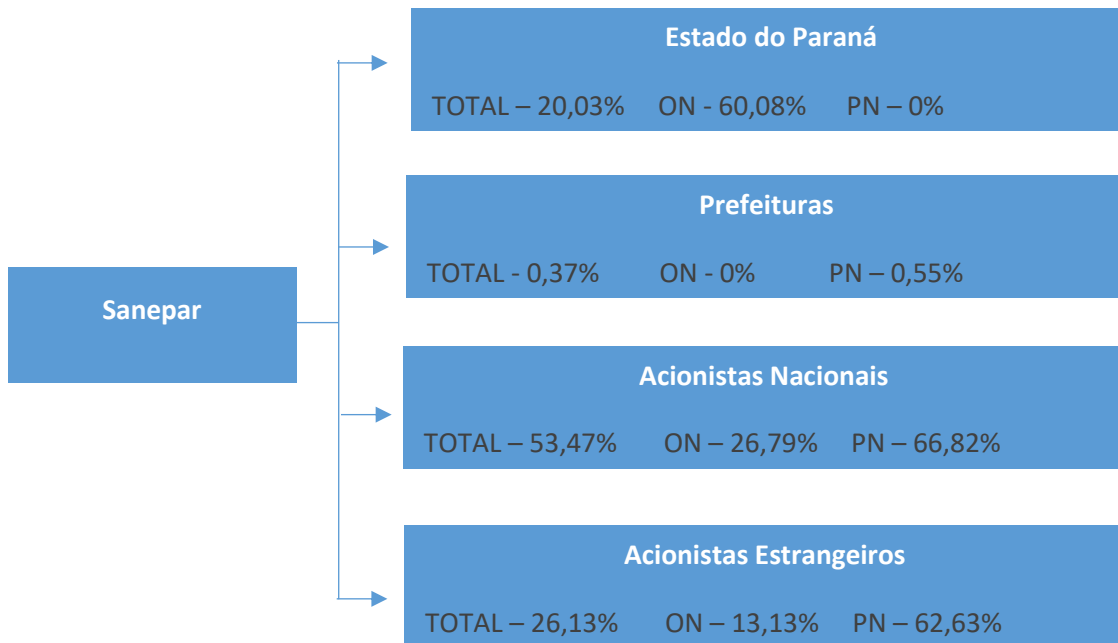 Estado do Paraná
TOTAL – 20,03% ON - 60,08% PN – 0%
Prefeituras
TOTAL - 0,37% ON - 0% PN – 0,55%
Sanepar
Acionistas Nacionais
TOTAL – 53,47% ON – 26,79% PN – 66,82%
Acionistas Estrangeiros
TOTAL – 26,13% ON – 13,13% PN – 62,63%